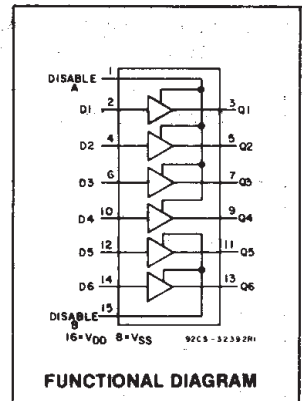 DISABLE 1
A
D1 2 3 Q1
D2 4 5 Q2
D3 6 7 Q3
D4 10 9 Q4
D5 12 11 Q5
D6 14 13 Q6
DISABLE 15
B
16=VDD 8=VSS 92CS-32392R1
FUNCTIONAL DIAGRAM